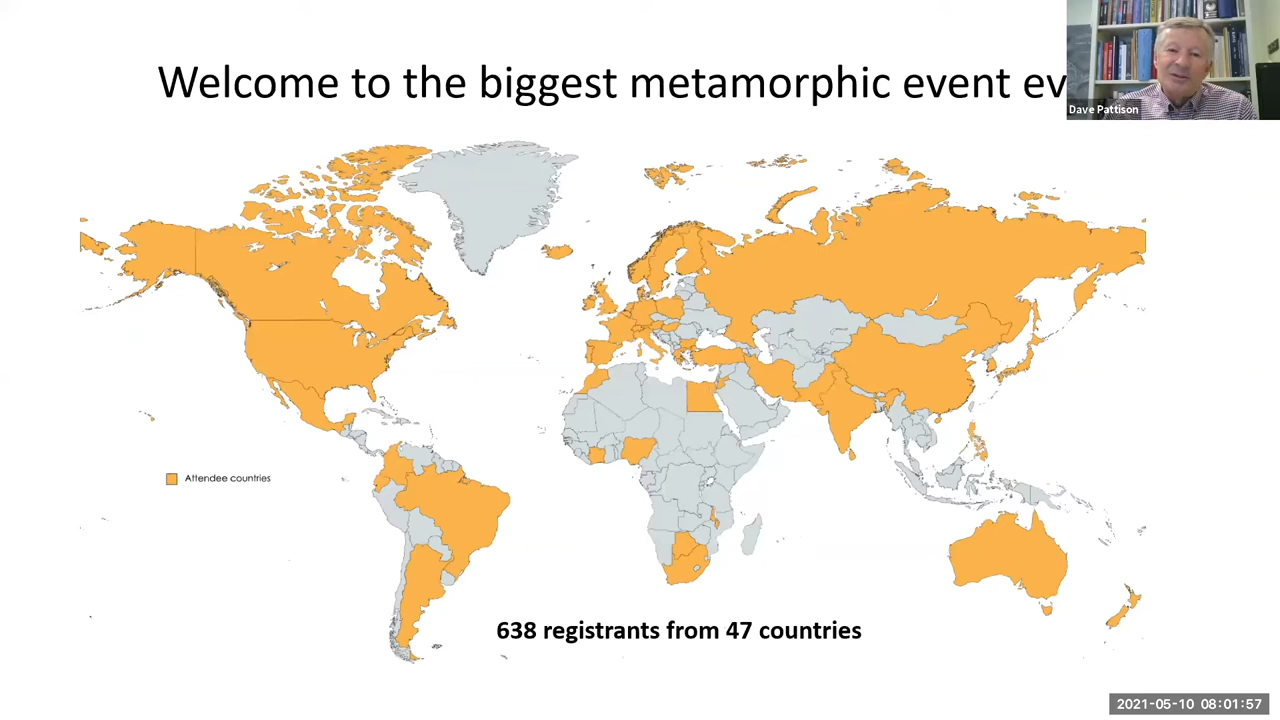 Welcome to the biggest metamorphic event ev
Dave Pattison
Attendee countries
638 registrants from 47 countries
2021-05-10 08:01:57